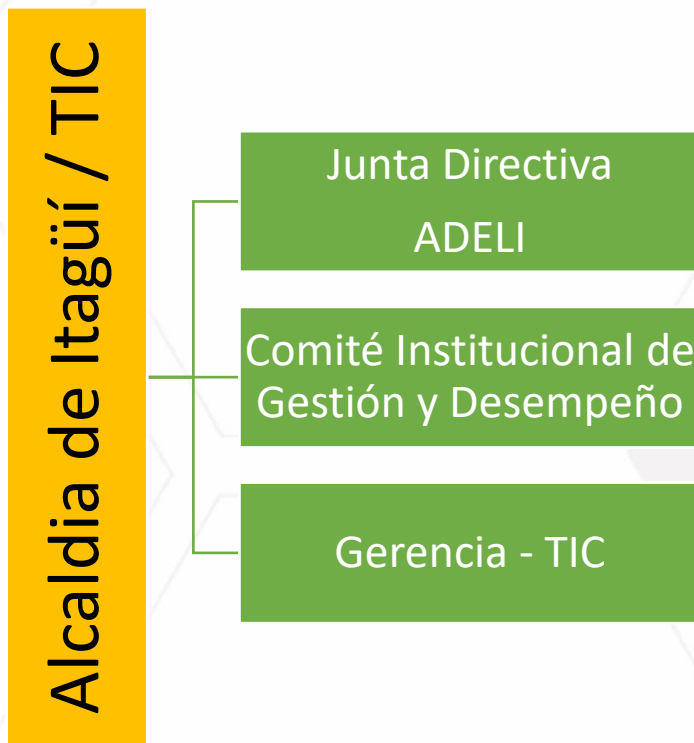 Alcaldia de Itagüí / TIC
Junta Directiva
ADELI
Comité Institucional de
Gestión y Desempeño
Gerencia - TIC